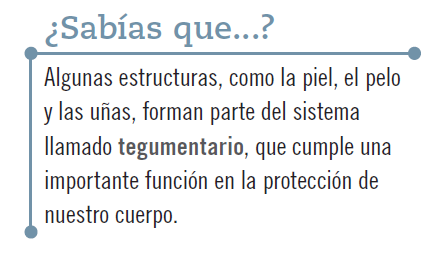 ¿Sabías que...?
Algunas estructuras, como la piel, el pelo
y las uñas, forman parte del sistema
llamado tegumentario, que cumple una
importante función en la protección de
nuestro cuerpo.